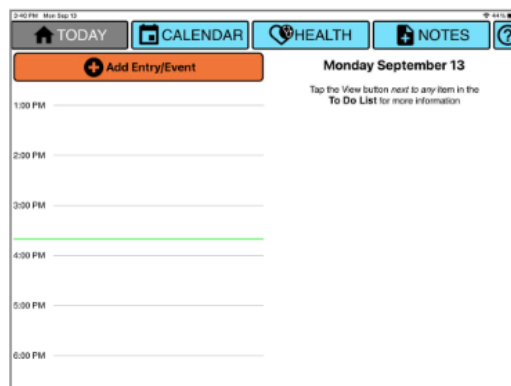 3:40 PM Mon Sep 13
44%
TODAY
CALENDAR
HEALTH
NOTES
?
Add Entry/Event
Monday September 13
Tap the View button next to any item in the
To Do List for more information
1:00 PM
2:00 PM
3:00 PM
4:00 PM
5:00 PM
6:00 PM